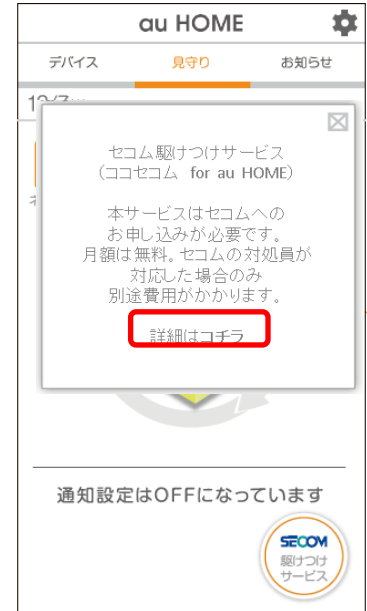 au HOME
デバイス 見守り お知らせ
セコム駆けつけサービス
(ココセコム for au HOME)
本サービスはセコムへの
お申し込みが必要です。
月額は無料。セコムの対処員が
対応した場合のみ
別途費用がかかります。
詳細はコチラ
通知設定はOFFになっています
SECOM
駆けつけ
サービス